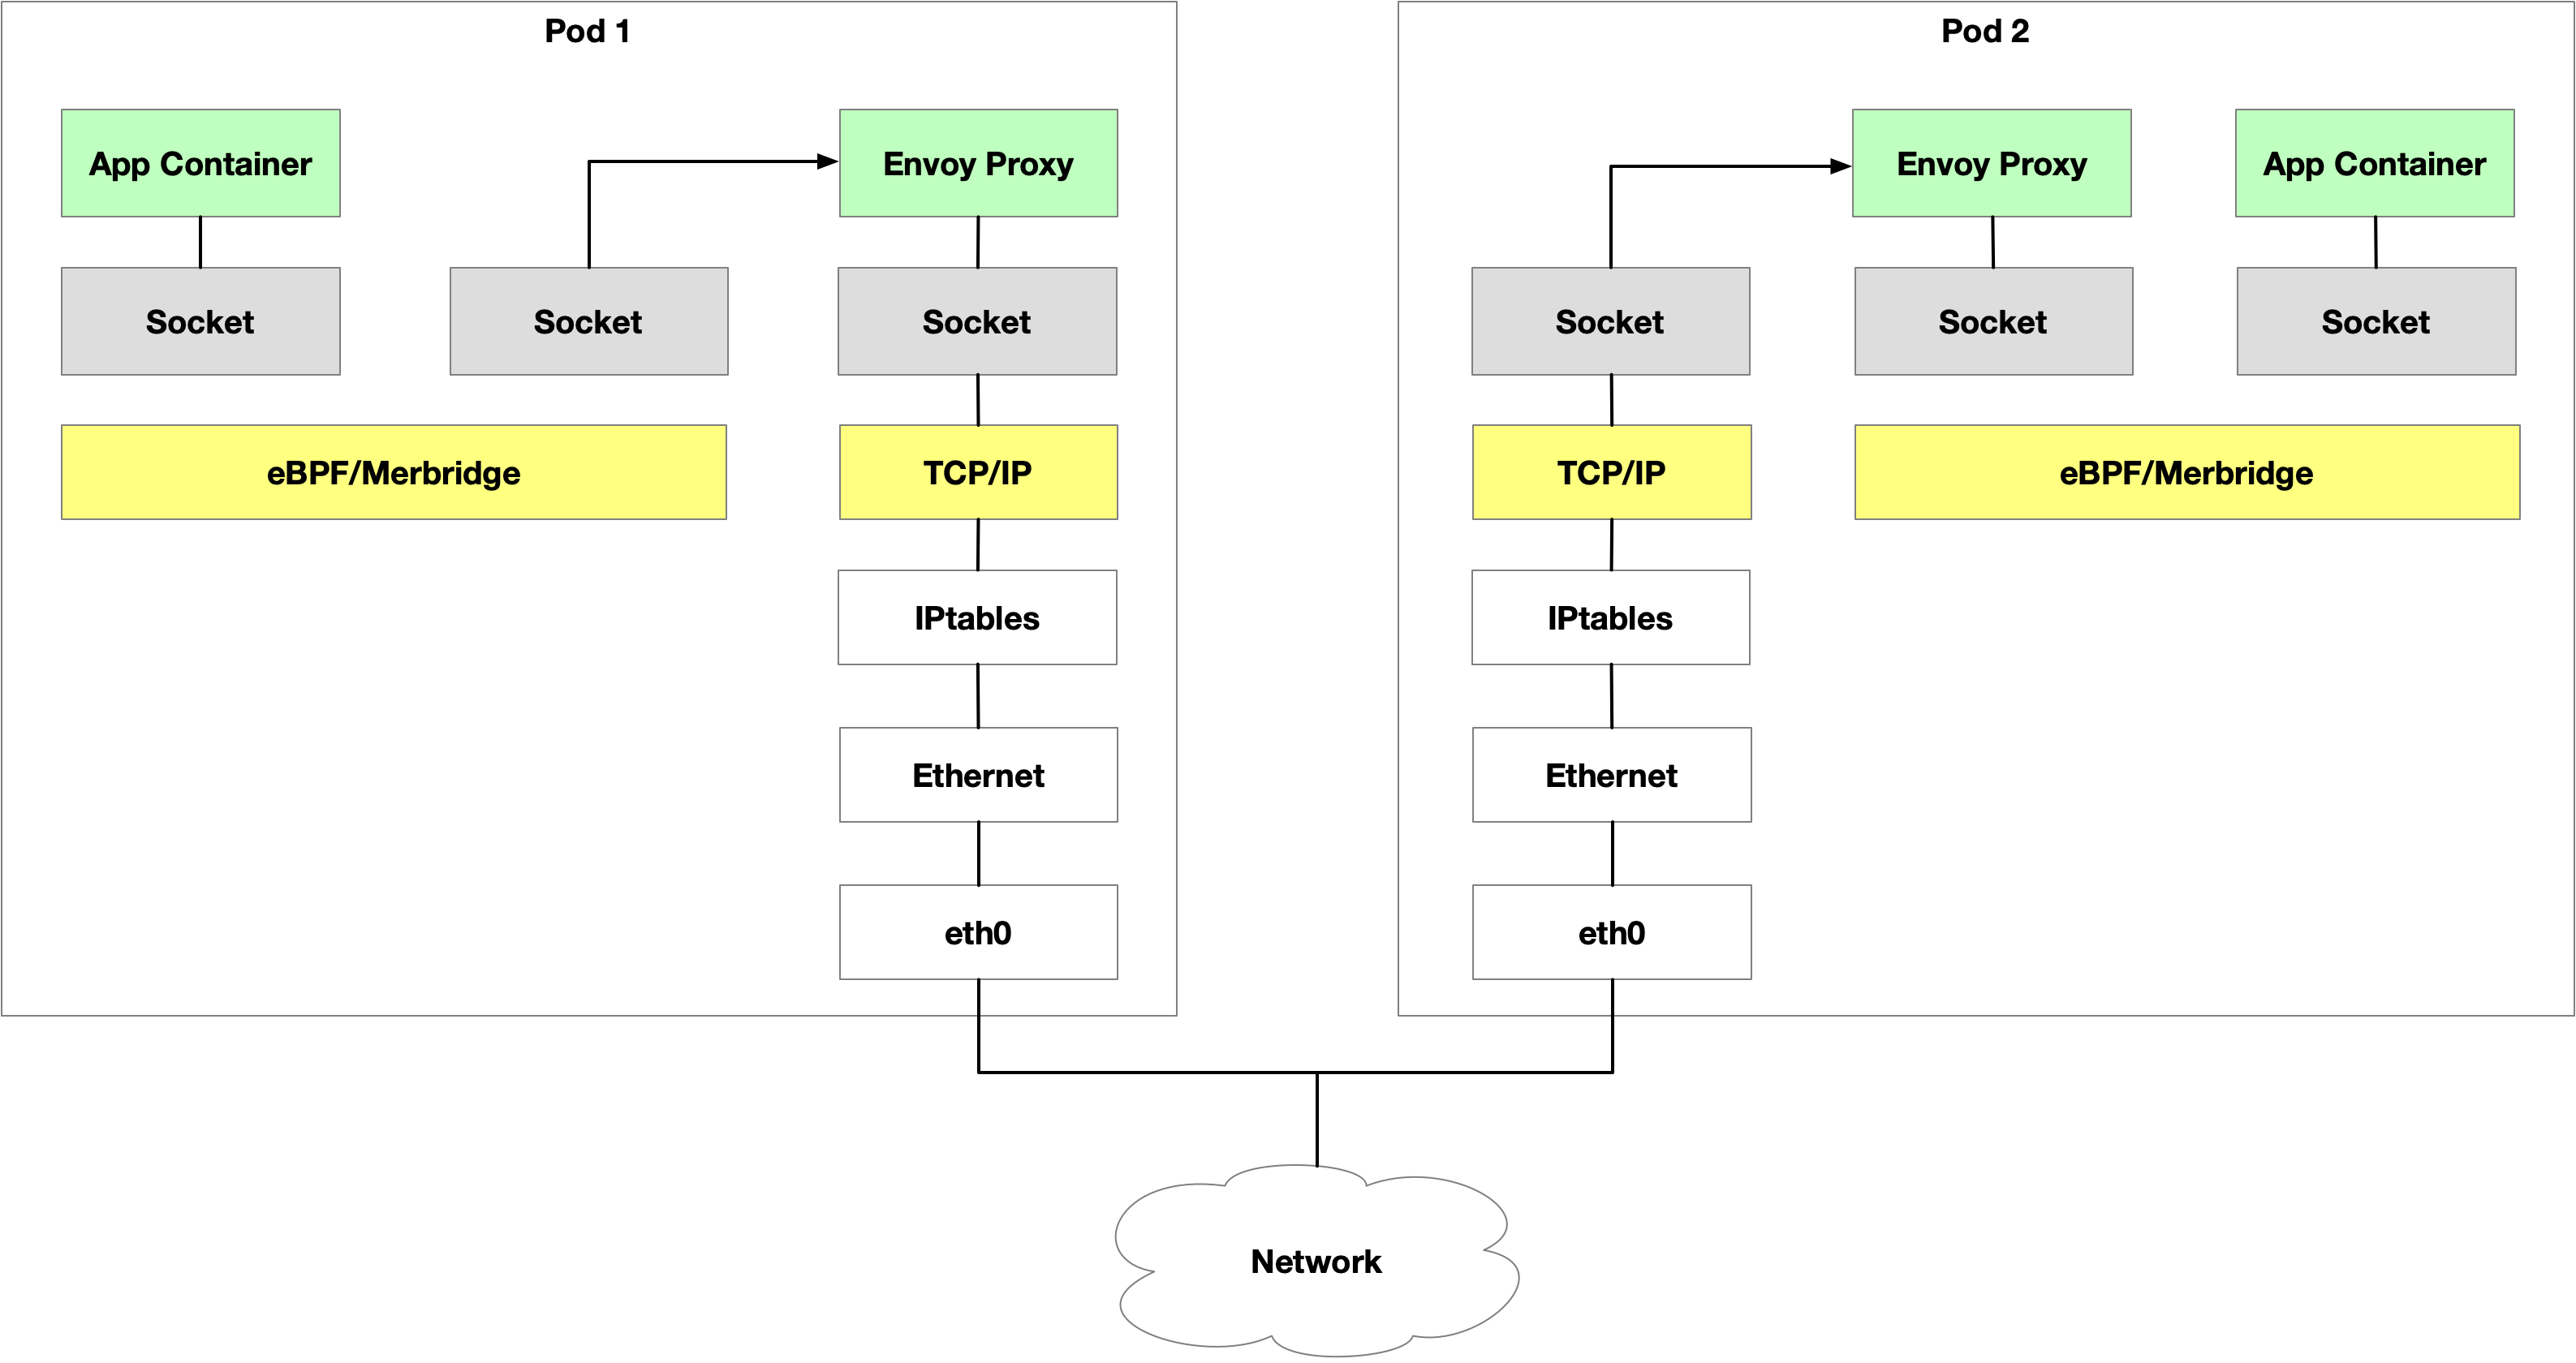 Pod 1
App Container
Envoy Proxy
Socket
Socket
Socket
eBPF/Merbridge
TCP/IP
IPtables
Ethernet
eth0
Pod 2
Envoy Proxy
App Container
Socket
Socket
Socket
TCP/IP
eBPF/Merbridge
IPtables
Ethernet
eth0
Network